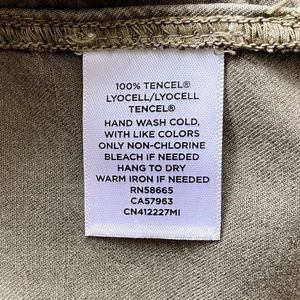 100% TENCEL®
LYOCELL/LYOCELL
TENCEL®
HAND WASH COLD,
WITH LIKE COLORS
ONLY NON-CHLORINE
BLEACH IF NEEDED
HANG TO DRY
WARM IRON IF NEEDED
RN58665
CA57963
CN412227MI